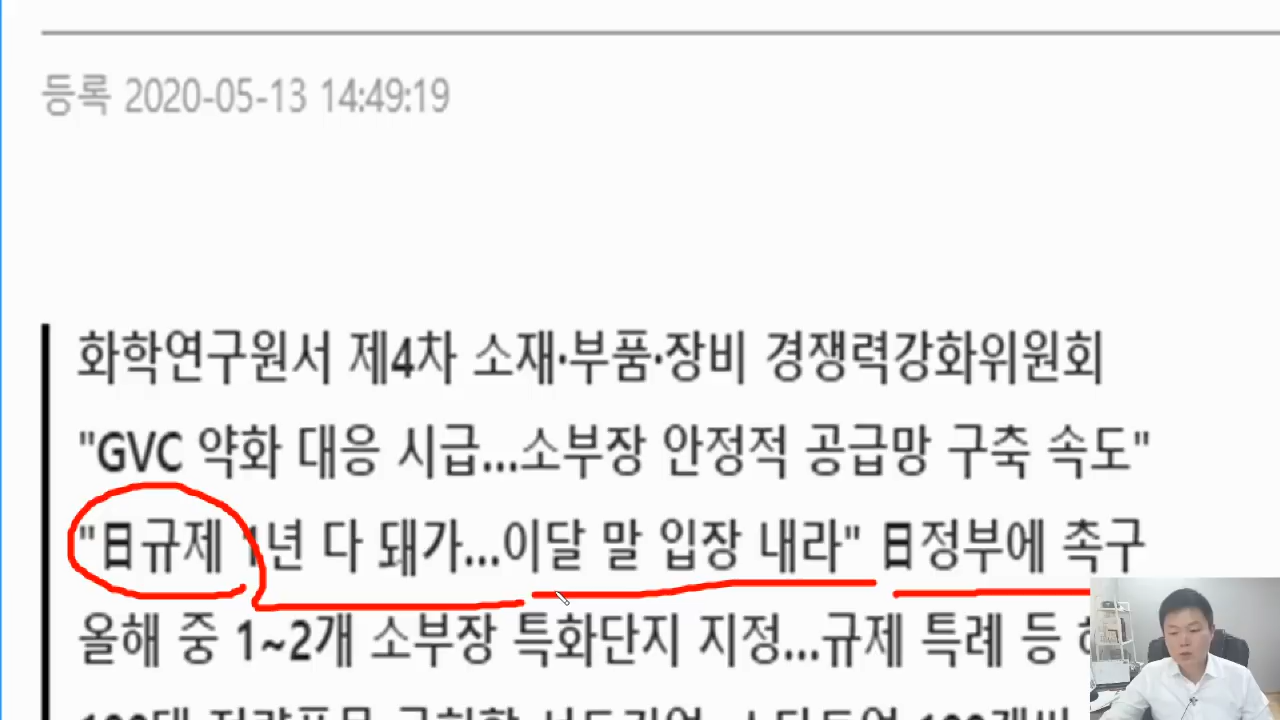 등록 2020-05-13 14:49:19
화학연구원서 제4차 소재·부품·장비 경쟁력강화위원회
"GVC 약화 대응 시급...소부장 안정적 공급망 구축 속도"
"日규제 1년 다 돼가...이달 말 입장 내라" 日정부에 촉구
올해 중 1~2개 소부장 특화단지 지정...규제 특례 등